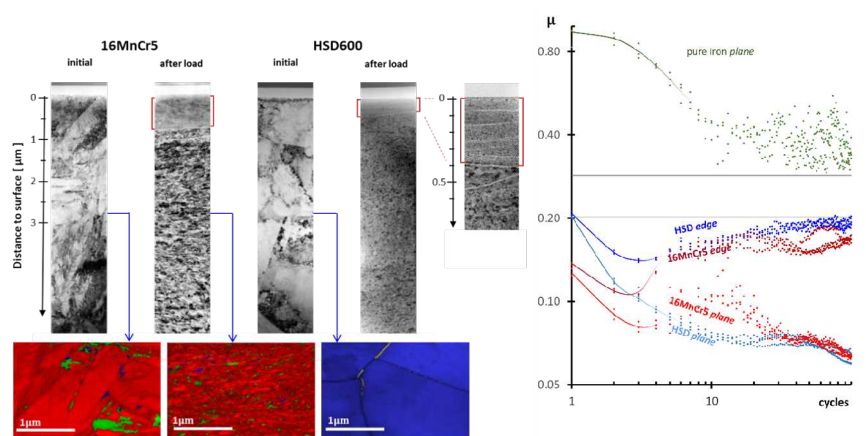 16MnCr5
HSD600
initial
after load
initial
after load
Distance to surface [ µm ]
0
1
2
3
0
0.5
1µm
1µm
1µm
µ
0.80
0.40
0.20
0.10
0.05
pure iron plane
HSD edge
16MnCr5 edge
16MnCr5 plane
HSD plane
1
10
cycles